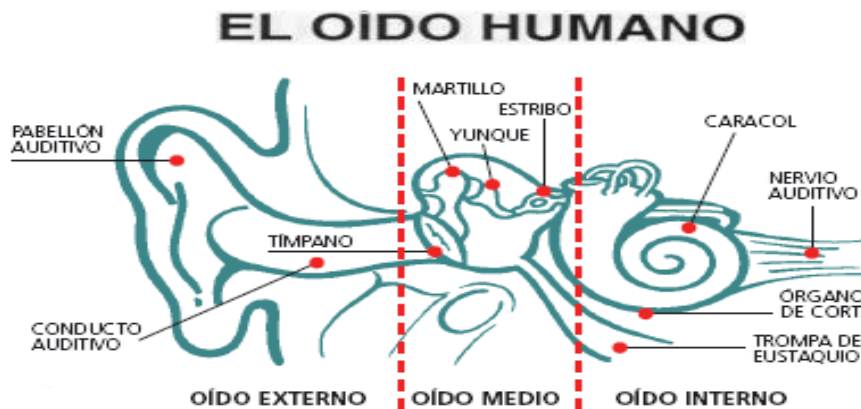 EL OÍDO HUMANO
MARTILLO
ESTRIBO
YUNQUE
CARACOL
PABELLÓN
AUDITIVO
NERVIO
AUDITIVO
TÍMPANO
CONDUCTO
AUDITIVO
ÓRGANO
DE CORT
TROMPA DE
EUSTAQUIO
OÍDO EXTERNO
OÍDO MEDIO
OÍDO INTERNO